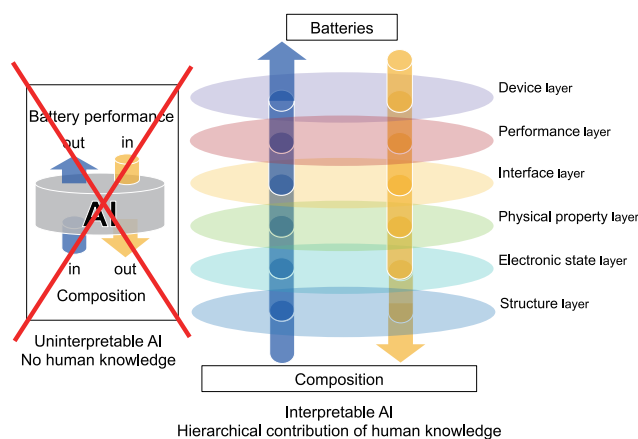 Batteries
Battery performance
out
in
AI
in
out
Composition
Uninterpretable AI
No human knowledge
Device layer
Performance layer
Interface layer
Physical property layer
Electronic state layer
Structure layer
Composition
Interpretable AI
Hierarchical contribution of human knowledge